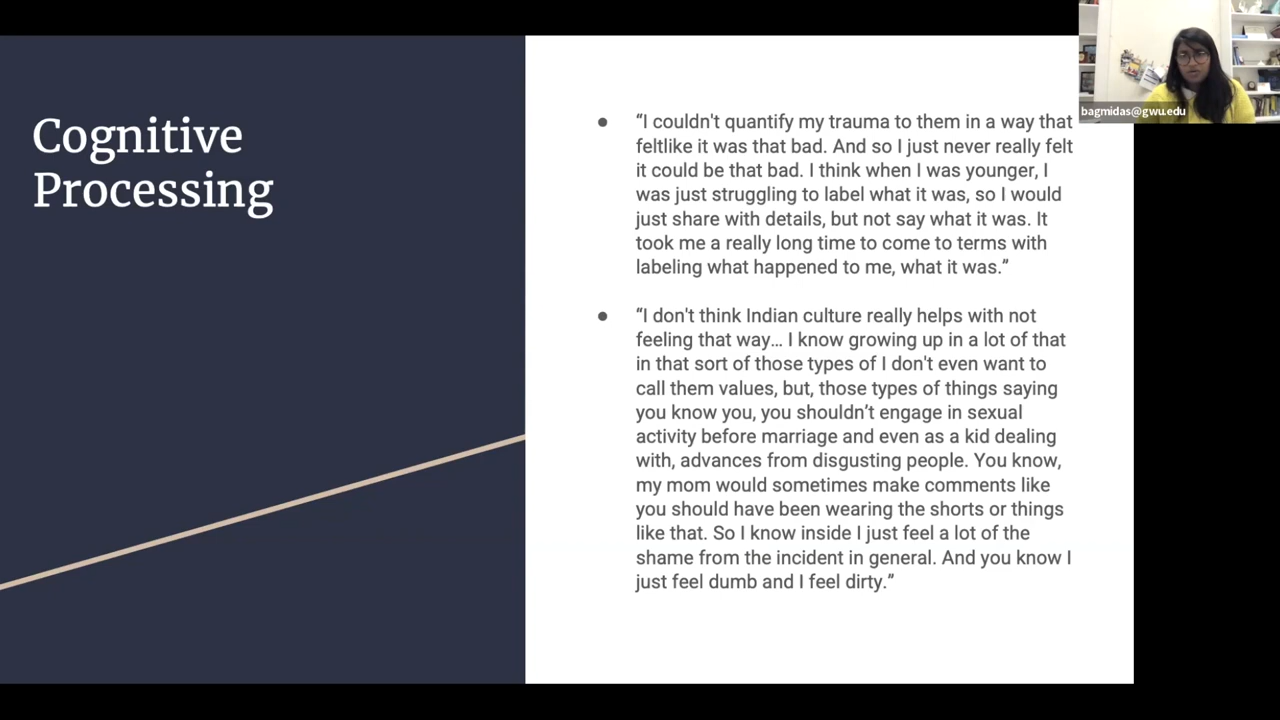 Cognitive
Processing
bagmidas@gwu.edu
● “I couldn't quantify my trauma to them in a way that
feltlike it was that bad. And so I just never really felt
it could be that bad. I think when I was younger, I
was just struggling to label what it was, so I would
just share with details, but not say what it was. It
took me a really long time to come to terms with
labeling what happened to me, what it was.”
● “I don't think Indian culture really helps with not
feeling that way… I know growing up in a lot of that
in that sort of those types of I don't even want to
call them values, but, those types of things saying
you know you, you shouldn’t engage in sexual
activity before marriage and even as a kid dealing
with, advances from disgusting people. You know,
my mom would sometimes make comments like
you should have been wearing the shorts or things
like that. So I know inside I just feel a lot of the
shame from the incident in general. And you know I
just feel dumb and I feel dirty.”